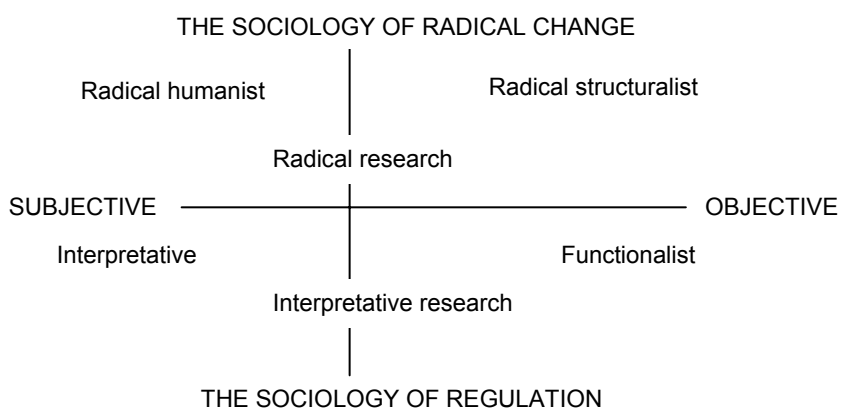 THE SOCIOLOGY OF RADICAL CHANGE
Radical humanist
Radical structuralist
Radical research
SUBJECTIVE
OBJECTIVE
Interpretative
Functionalist
Interpretative research
THE SOCIOLOGY OF REGULATION